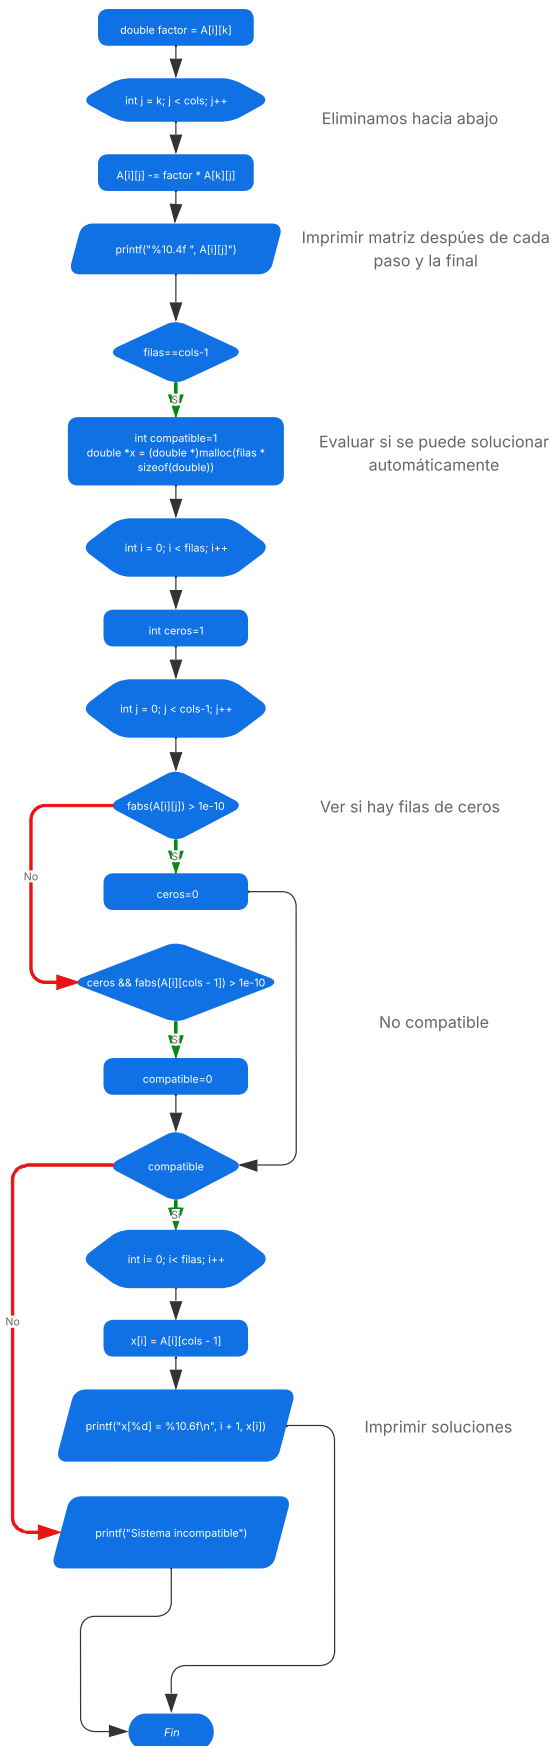 double factor = A[i][k]
int j = k; j < cols; j++
Eliminamos hacia abajo
A[i][j] -= factor * A[k][j]
printf("%10.4f ", A[i][j]")
Imprimir matriz despúes de cada
paso y la final
filas==cols-1
Sí
int compatible=1
double *x = (double *)malloc(filas *
sizeof(double))
Evaluar si se puede solucionar
automáticamente
int i = 0; i < filas; i++
int ceros=1
int j = 0; j < cols-1; j++
fabs(A[i][j]) > 1e-10
Ver si hay filas de ceros
Sí
No
ceros=0
ceros && fabs(A[i][cols - 1]) > 1e-10
No compatible
Sí
compatible=0
compatible
Sí
int i= 0; i< filas; i++
No
x[i] = A[i][cols - 1]
printf("x[%d] = %10.6f\n", i + 1, x[i])
Imprimir soluciones
printf("Sistema incompatible")
Fin